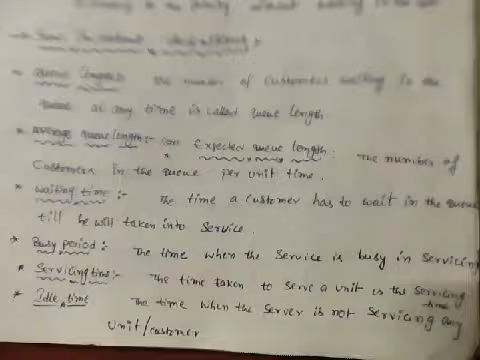 * Queue length the number of customers waiting in the
queue at any time is called queue length
* average queue length:- (or) Expected queue length: The number of
Customers in the queue per unit time.
* waiting time :- The time a customer has to wait in the queue
till he will taken into service.
* Busy period: The time when the service is busy in servicing
* Servicing time:- The time taken to serve a unit is the servicing
time
* Idle time The time when the server is not servicing any
unit/customer